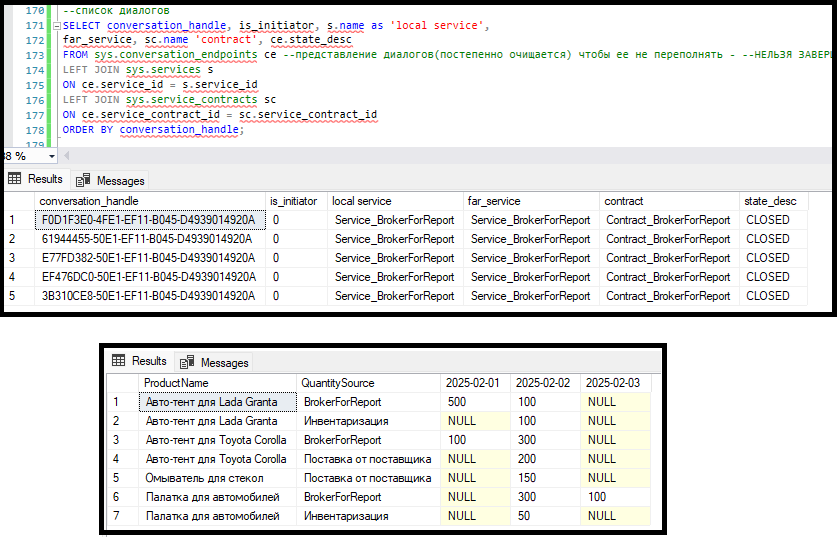 170 --список диалогов
171 SELECT conversation_handle, is_initiator, s.name as 'local service',
172 far_service, sc.name 'contract', ce.state_desc
173 FROM sys.conversation_endpoints ce --представление диалогов(постепенно очищается) чтобы ее не переполнять - --НЕЛЬЗЯ ЗАВЕРШ
174 LEFT JOIN sys.services s
175 ON ce.service_id = s.service_id
176 LEFT JOIN sys.service_contracts sc
177 ON ce.service_contract_id = sc.service_contract_id
178 ORDER BY conversation_handle;
179
38 %
Results Messages
conversation_handle is_initiator local service far_service contract state_desc
1 F0D1F3E0-4FE1-EF11-B045-D4939014920A 0 Service_BrokerForReport Service_BrokerForReport Contract_BrokerForReport CLOSED
2 61944455-50E1-EF11-B045-D4939014920A 0 Service_BrokerForReport Service_BrokerForReport Contract_BrokerForReport CLOSED
3 E77FD382-50E1-EF11-B045-D4939014920A 0 Service_BrokerForReport Service_BrokerForReport Contract_BrokerForReport CLOSED
4 EF476DC0-50E1-EF11-B045-D4939014920A 0 Service_BrokerForReport Service_BrokerForReport Contract_BrokerForReport CLOSED
5 3B310CE8-50E1-EF11-B045-D4939014920A 0 Service_BrokerForReport Service_BrokerForReport Contract_BrokerForReport CLOSED
Results Messages
ProductName QuantitySource 2025-02-01 2025-02-02 2025-02-03
1 Авто-тент для Lada Granta BrokerForReport 500 100 NULL
2 Авто-тент для Lada Granta Инвентаризация NULL 100 NULL
3 Авто-тент для Toyota Corolla BrokerForReport 100 300 NULL
4 Авто-тент для Toyota Corolla Поставка от поставщика NULL 200 NULL
5 Омыватель для стекол Поставка от поставщика NULL 150 NULL
6 Палатка для автомобилей BrokerForReport NULL 300 100
7 Палатка для автомобилей Инвентаризация NULL 50 NULL